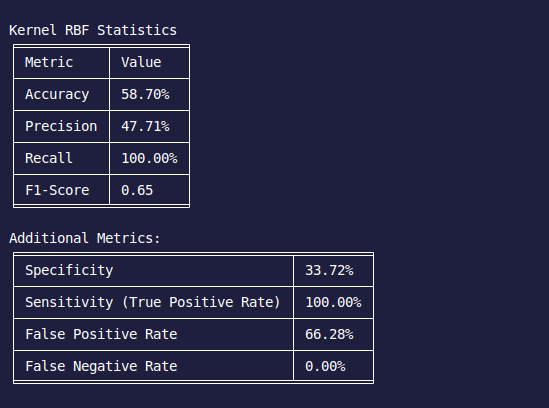 Kernel RBF Statistics
Metric Value
Accuracy 58.70%
Precision 47.71%
Recall 100.00%
F1-Score 0.65
Additional Metrics:
Specificity 33.72%
Sensitivity (True Positive Rate) 100.00%
False Positive Rate 66.28%
False Negative Rate 0.00%